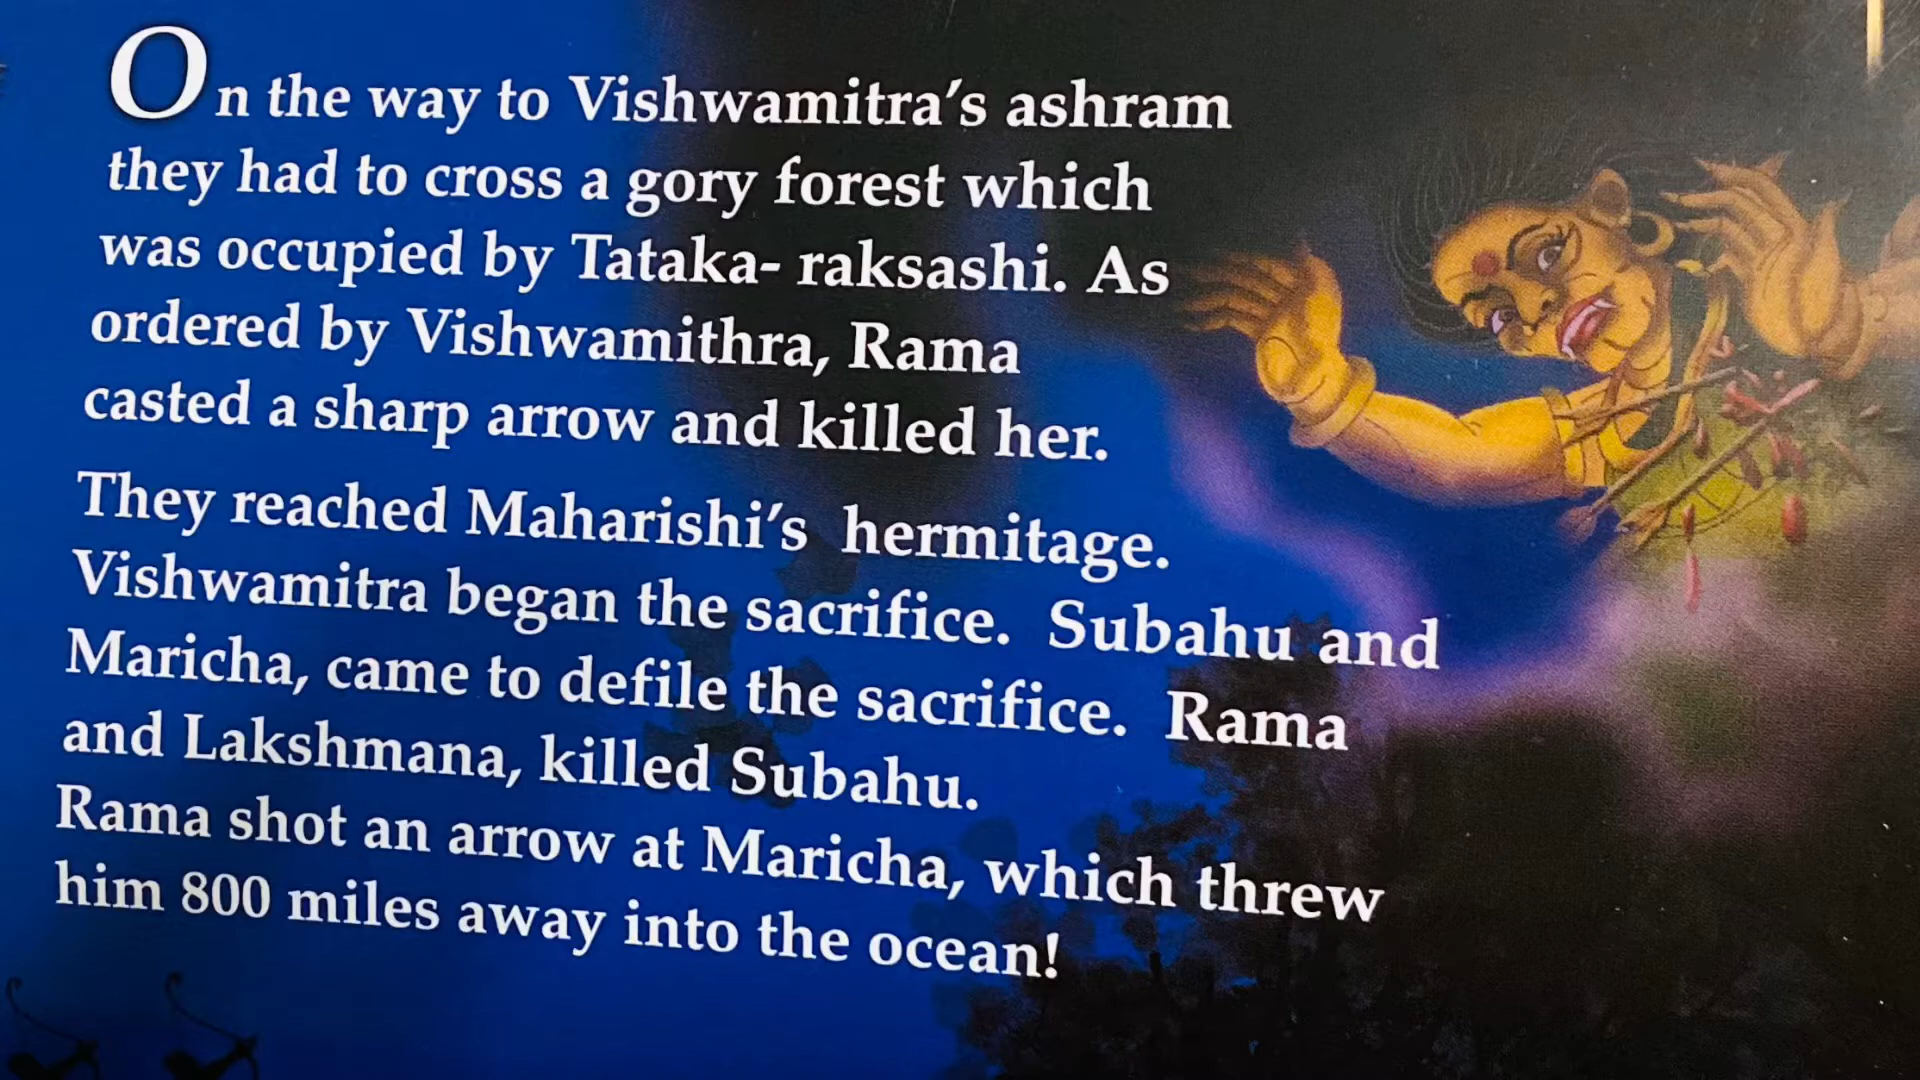 On the way to Vishwamitra's ashram
they had to cross a gory forest which
was occupied by Tataka- raksashi. As
ordered by Vishwamithra, Rama
casted a sharp arrow and killed her.
They reached Maharishi's hermitage.
Vishwamitra began the sacrifice. Subahu and
Maricha, came to defile the sacrifice. Rama
and Lakshmana, killed Subahu.
Rama shot an arrow at Maricha, which threw
him 800 miles away into the ocean!